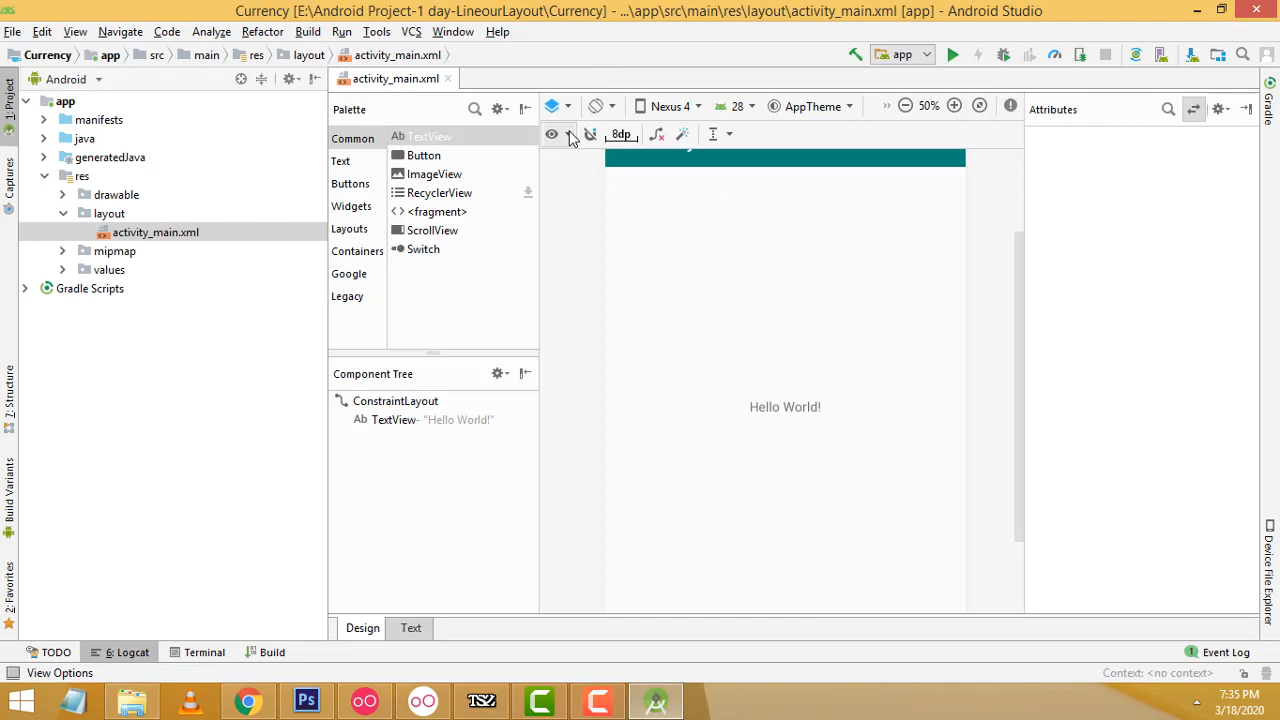 Currency [E:\Android Project-1 day-LineourLayout\Currency] - ...\app\src\main\res\layout\activity_main.xml [app] - Android Studio
File Edit View Navigate Code Analyze Refactor Build Run Tools VCS Window Help
Currency app src main res layout activity_main.xml app
1: Project
Captures
7: Structure
Build Variants
2: Favorites
Android
app
manifests
java
generatedJava
res
drawable
layout
activity_main.xml
mipmap
values
Gradle Scripts
activity_main.xml
Palette
Common
Text
Buttons
Widgets
Layouts
Containers
Google
Legacy
Ab TextView
Button
ImageView
RecyclerView
<fragment>
ScrollView
Switch
Component Tree
ConstraintLayout
Ab TextView- "Hello World!"
Nexus 4 28 AppTheme » 50%
8dp
Hello World!
Attributes
Gradle
Device File Explorer
Design Text
TODO 6: Logcat Terminal Build 1 Event Log
View Options Context: <no context>
Ps TSZ
7:35 PM
3/18/2020